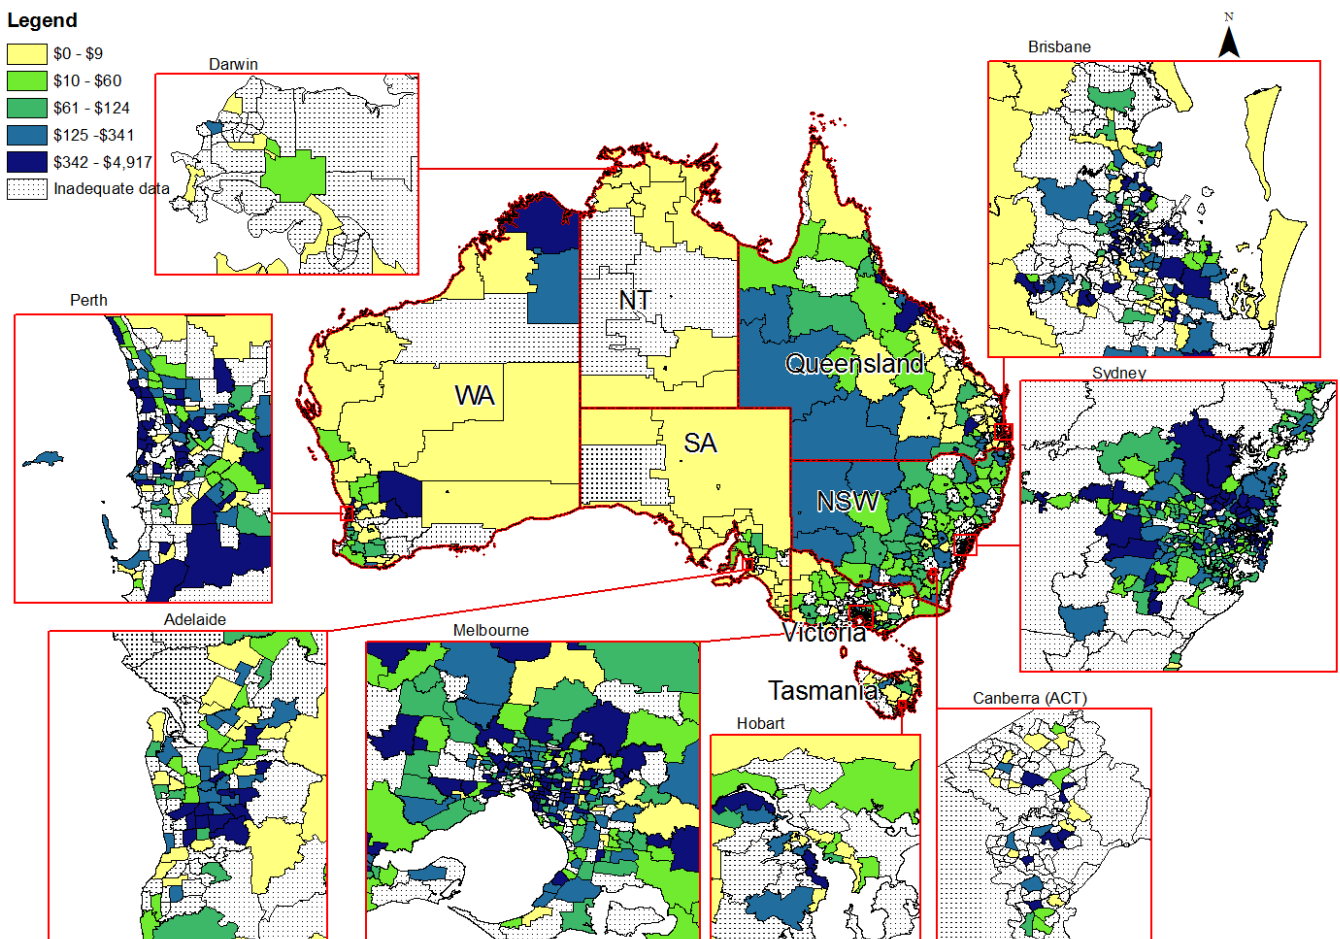 Legend
$0 - $9
$10 - $60
$61 - $124
$125 -$341
$342 - $4,917
Inadequate data
Darwin
N
Brisbane
Perth
NT
Queensland
WA
SA
NSW
Sydney
Adelaide
Melbourne
Victoria
Tasmania
Hobart
Canberra (ACT)